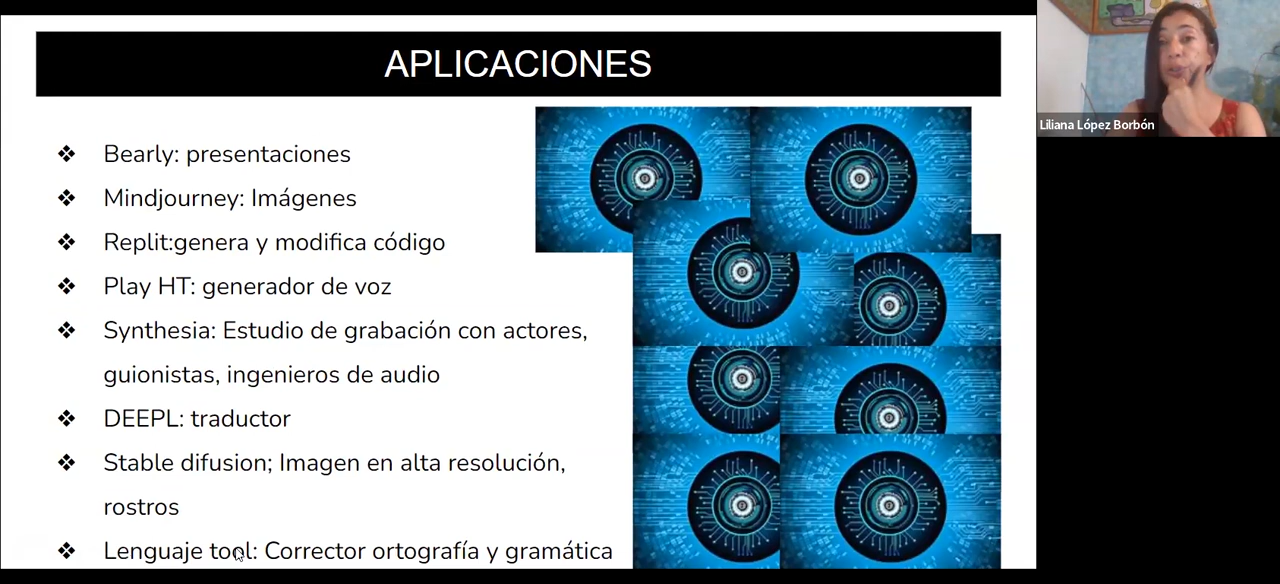 APLICACIONES
Liliana López Borbón
❖ Bearly: presentaciones
❖ Mindjourney: Imágenes
❖ Replit:genera y modifica código
❖ Play HT: generador de voz
❖ Synthesia: Estudio de grabación con actores,
guionistas, ingenieros de audio
❖ DEEPL: traductor
❖ Stable difusion; Imagen en alta resolución,
rostros
❖ Lenguaje tool: Corrector ortografía y gramática